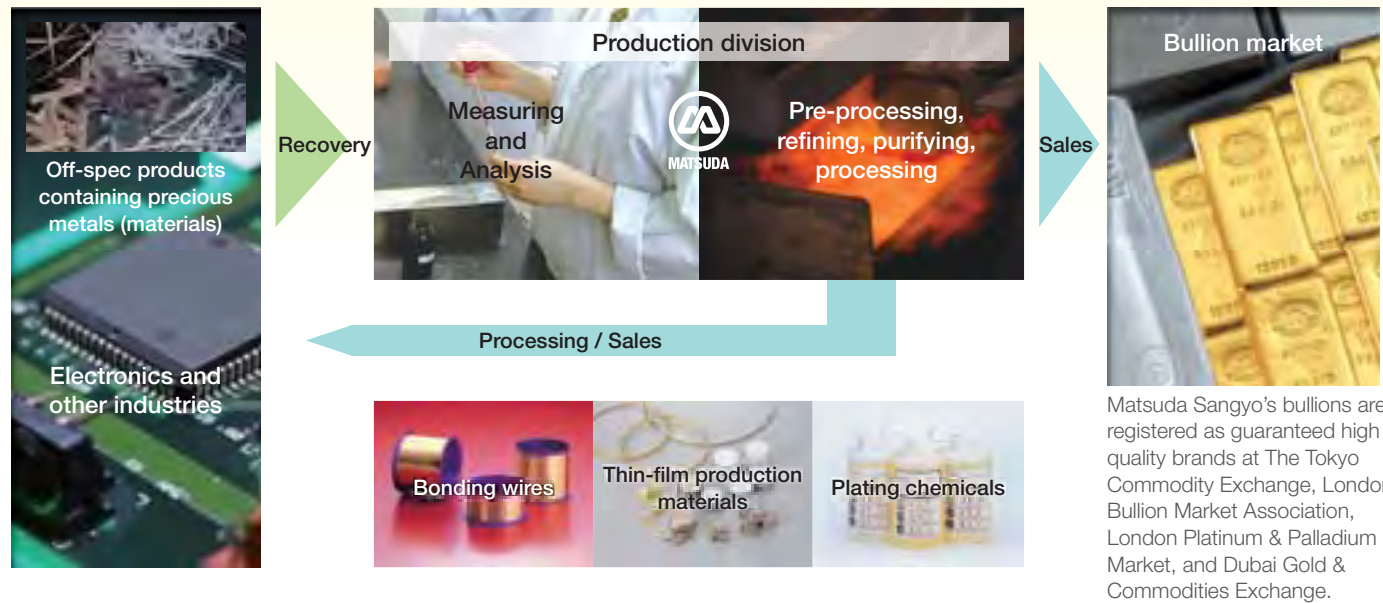 Off-spec products
containing precious
metals (materials)
Electronics and
other industries
Recovery
Production division
Measuring
and
Analysis
MATSUDA
Pre-processing,
refining, purifying,
processing
Sales
Processing / Sales
Bonding wires
Thin-film production
materials
Plating chemicals
Bullion market
Matsuda Sangyo’s bullions are
registered as guaranteed high
quality brands at The Tokyo
Commodity Exchange, London
Bullion Market Association,
London Platinum & Palladium
Market, and Dubai Gold &
Commodities Exchange.